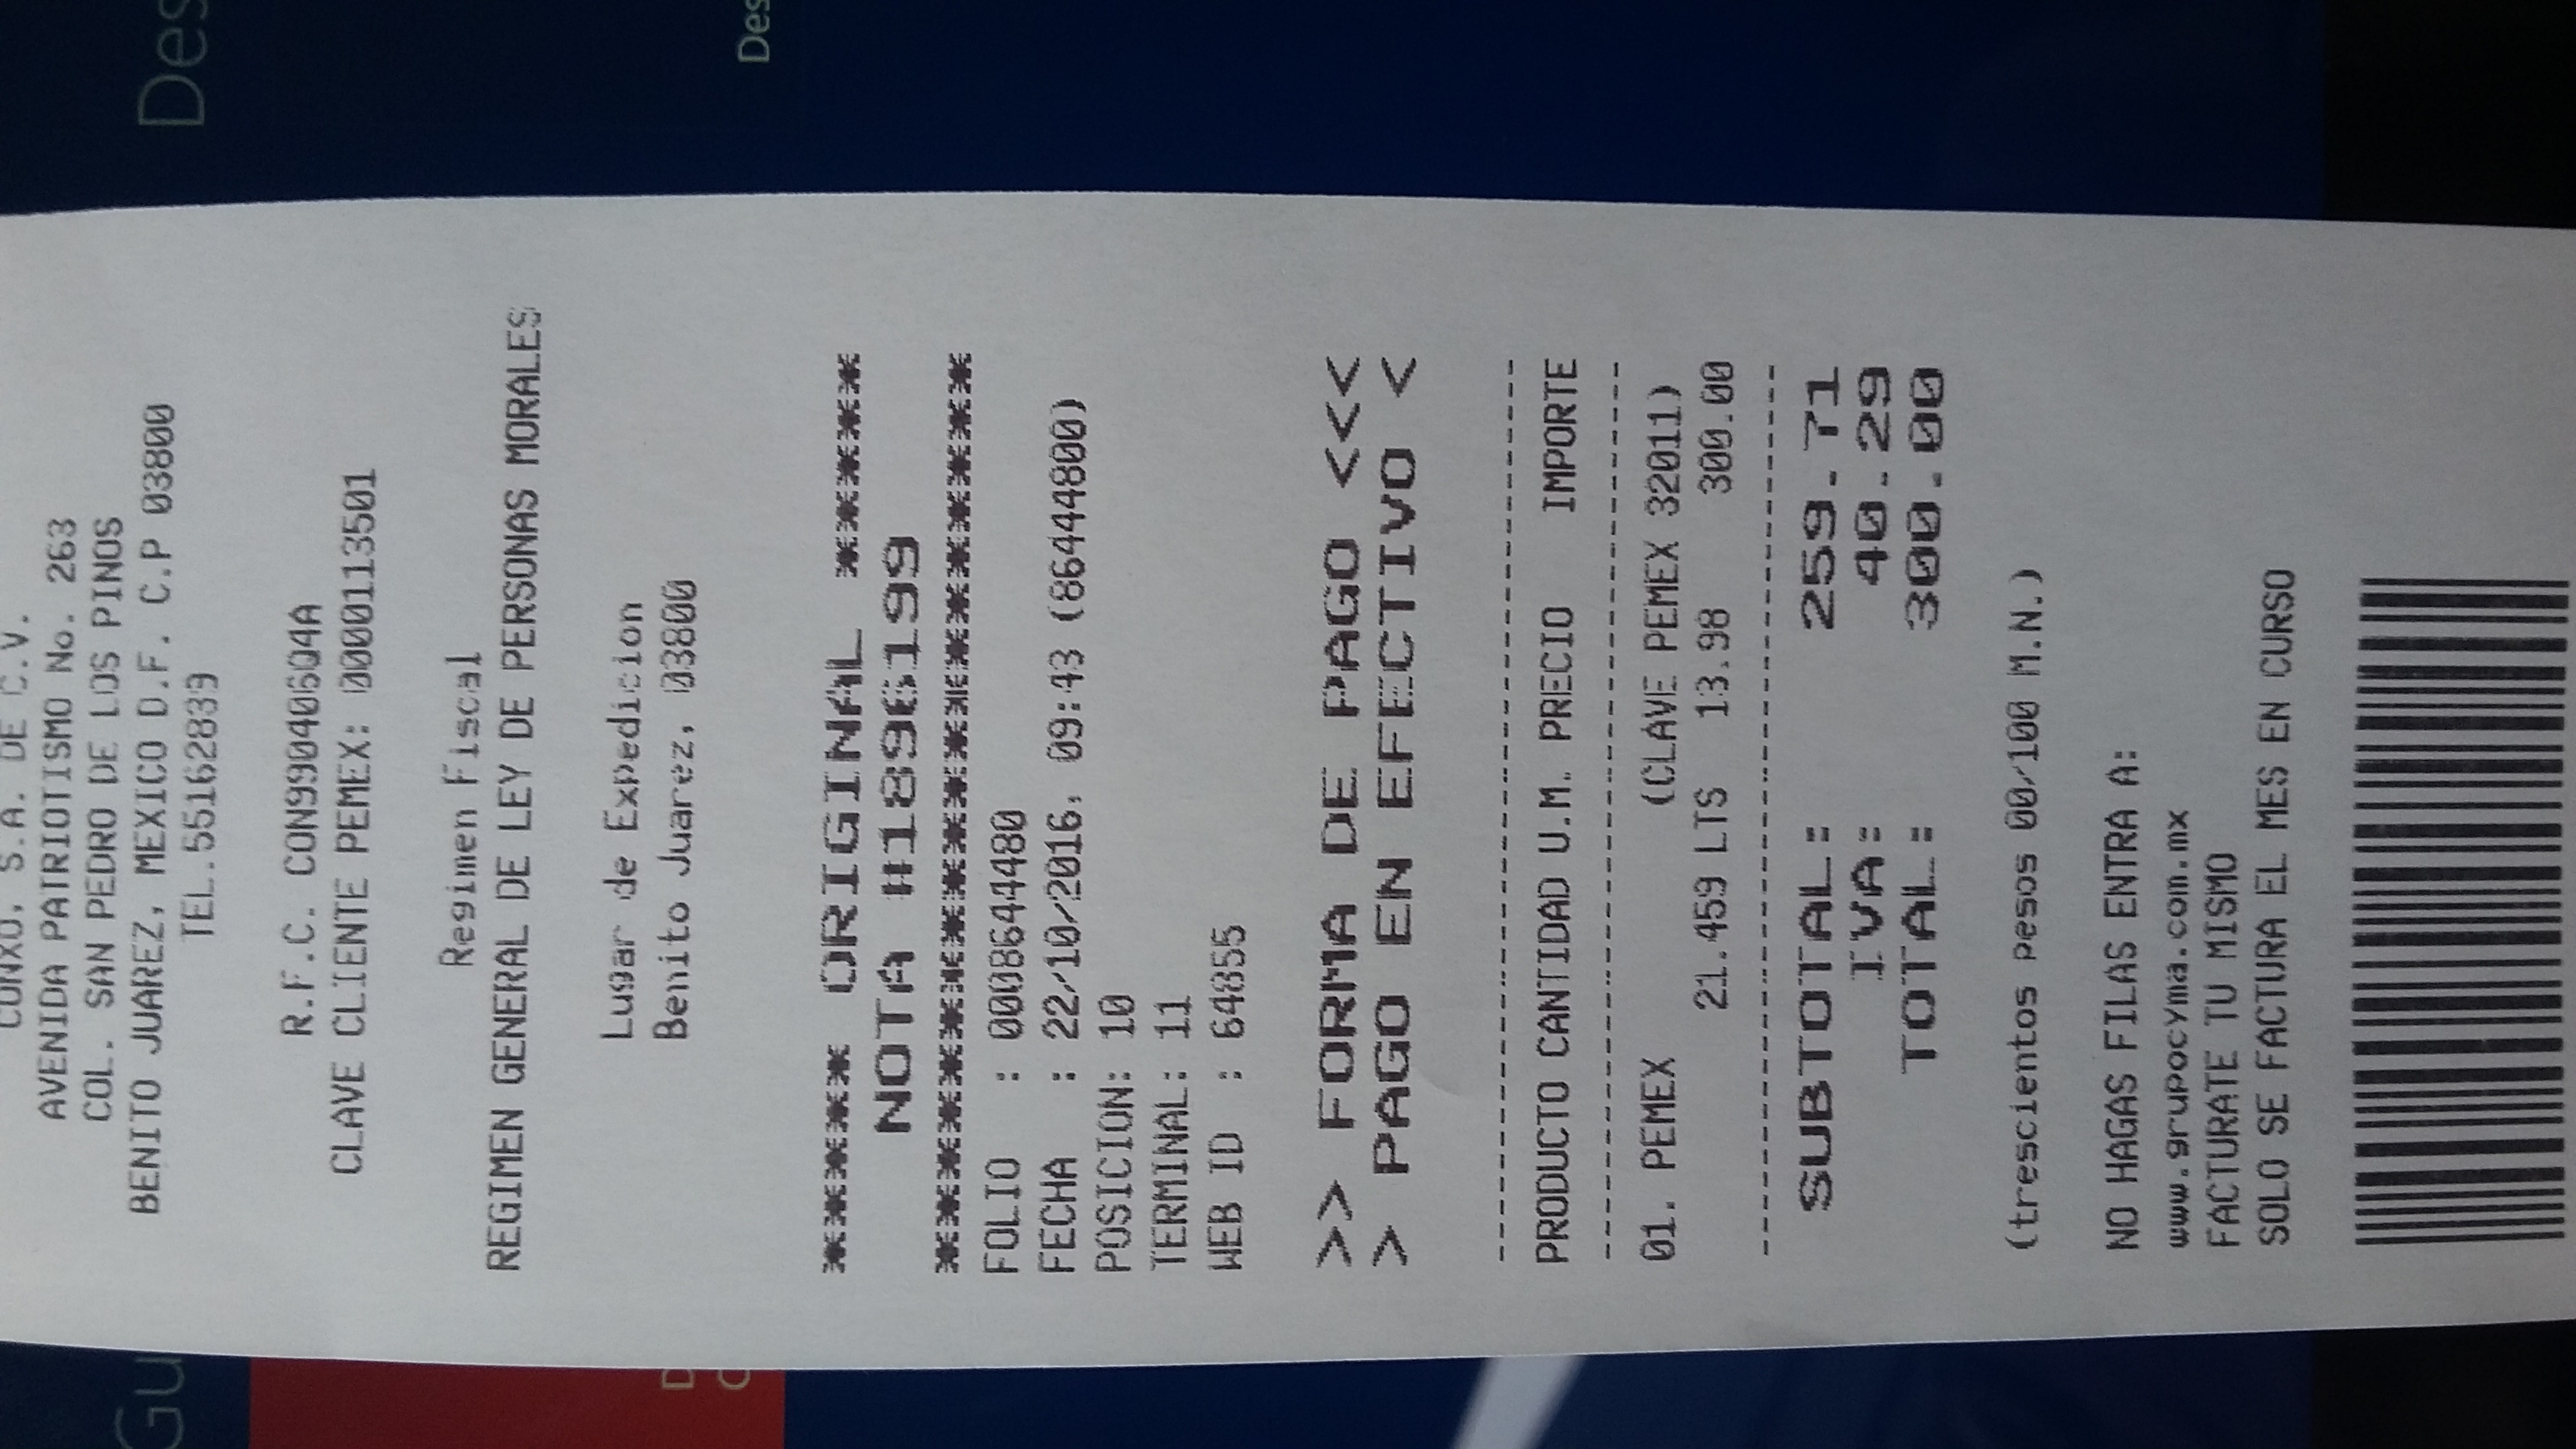 CONXO, S.A. DE C.V.
AVENIDA PATRIOTISMO No. 263
COL. SAN PEDRO DE LOS PINOS
BENITO JUAREZ, MEXICO D.F. C.P 03800
TEL.55162839
R.F.C. CON990406Q4A
CLAVE CLIENTE PEMEX: 0000113501
Regimen Fiscal
REGIMEN GENERAL DE LEY DE PERSONAS MORALES
Lugar de Expedicion
Benito Juarez, 03800
***** ORIGINAL *****
NOTA #1896199
********************
FOLIO : 0008644480
FECHA : 22/10/2016, 09:43 (86444800)
POSICION: 10
TERMINAL: 11
WEB ID : 64855
>> FORMA DE PAGO <<<
> PAGO EN EFECTIVO <
---------------------------------------
PRODUCTO CANTIDAD U.M. PRECIO IMPORTE
---------------------------------------
01. PEMEX (CLAVE PEMEX 32011)
21.459 LTS 13.98 300.00
---------------------------------------
SUBTOTAL: 259.71
IVA: 40.29
TOTAL: 300.00
(trescientos pesos 00/100 M.N.)
NO HAGAS FILAS ENTRA A:
www.grupocyma.com.mx
FACTURATE TU MISMO
SOLO SE FACTURA EL MES EN CURSO
Gu
Des
Des